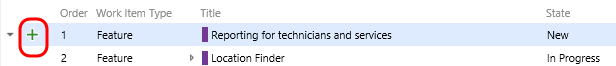 Order Work Item Type Title State
1 Feature Reporting for technicians and services New
2 Feature Location Finder In Progress